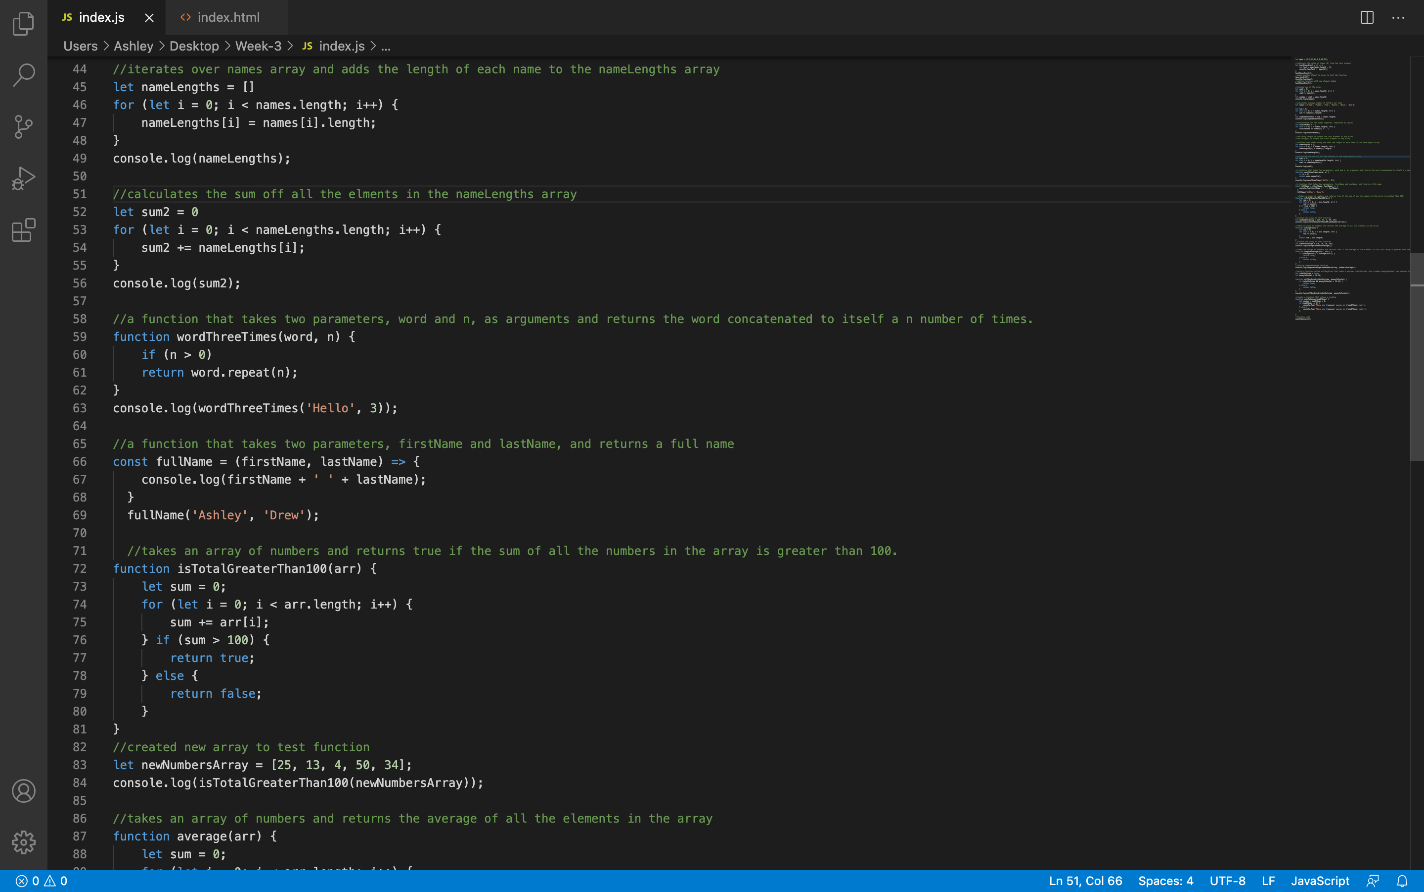 JS index.js × <> index.html
Users > Ashley > Desktop > Week-3 > JS index.js > ...
44 //iterates over names array and adds the length of each name to the nameLengths array
45 let nameLengths = []
46 for (let i = 0; i < names.length; i++) {
47 nameLengths[i] = names[i].length;
48 }
49 console.log(nameLengths);
50
51 //calculates the sum off all the elments in the nameLengths array
52 let sum2 = 0
53 for (let i = 0; i < nameLengths.length; i++) {
54 sum2 += nameLengths[i];
55 }
56 console.log(sum2);
57
58 //a function that takes two parameters, word and n, as arguments and returns the word concatenated to itself a n number of times.
59 function wordThreeTimes(word, n) {
60 if (n > 0)
61 return word.repeat(n);
62 }
63 console.log(wordThreeTimes('Hello', 3));
64
65 //a function that takes two parameters, firstName and lastName, and returns a full name
66 const fullName = (firstName, lastName) => {
67 console.log(firstName + ' ' + lastName);
68 }
69 fullName('Ashley', 'Drew');
70
71 //takes an array of numbers and returns true if the sum of all the numbers in the array is greater than 100.
72 function isTotalGreaterThan100(arr) {
73 let sum = 0;
74 for (let i = 0; i < arr.length; i++) {
75 sum += arr[i];
76 } if (sum > 100) {
77 return true;
78 } else {
79 return false;
80 }
81 }
82 //created new array to test function
83 let newNumbersArray = [25, 13, 4, 50, 34];
84 console.log(isTotalGreaterThan100(newNumbersArray));
85
86 //takes an array of numbers and returns the average of all the elements in the array
87 function average(arr) {
88 let sum = 0;
0 0 Ln 51, Col 66 Spaces: 4 UTF-8 LF JavaScript